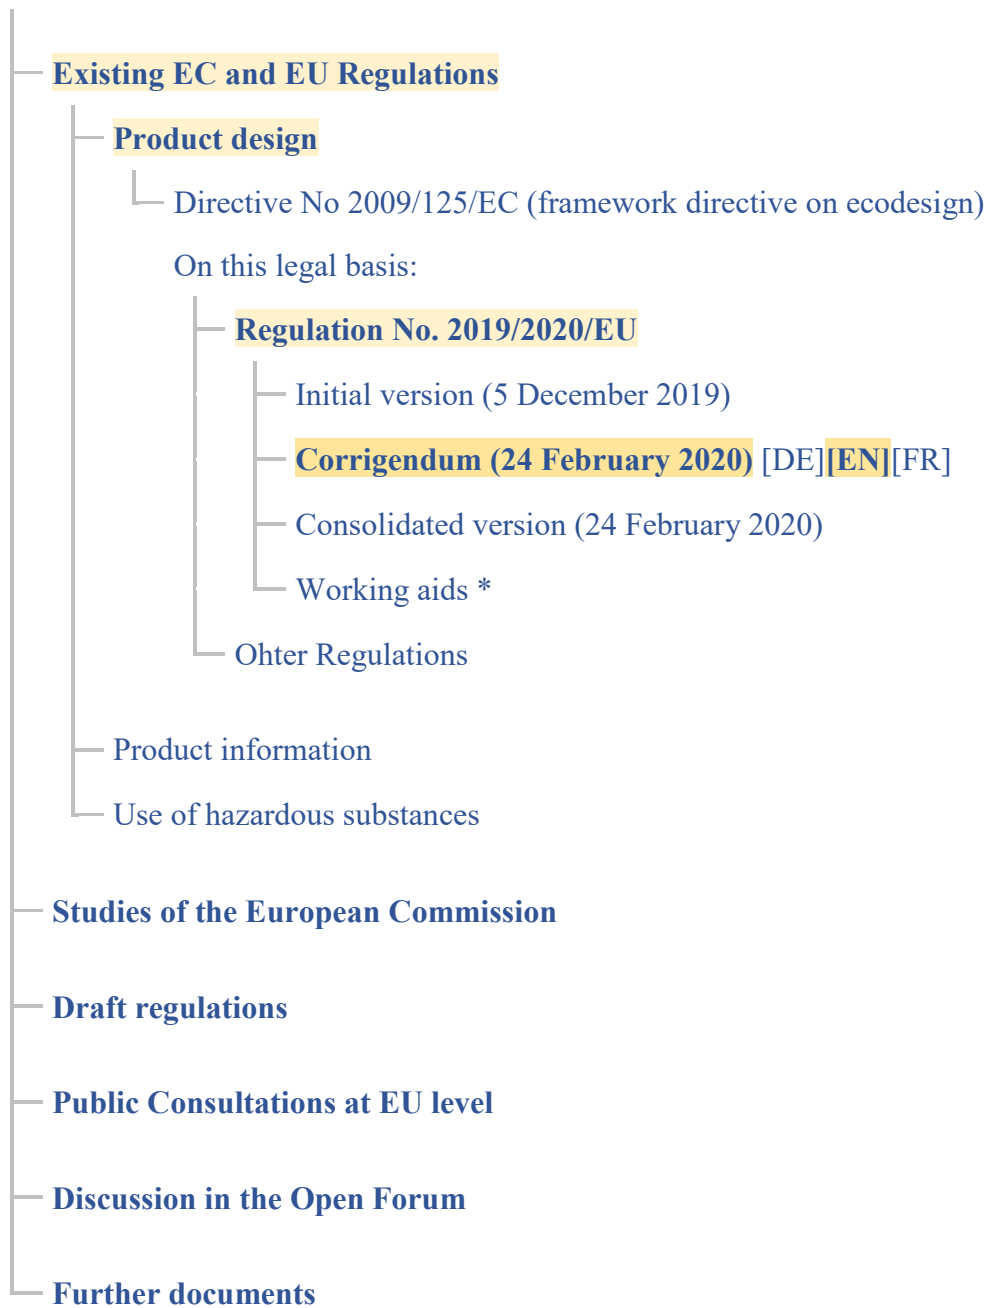 Existing EC and EU Regulations
Product design
Directive No 2009/125/EC (framework directive on ecodesign)
On this legal basis:
Regulation No. 2019/2020/EU
Initial version (5 December 2019)
Corrigendum (24 February 2020) [DE][EN][FR]
Consolidated version (24 February 2020)
Working aids *
Ohter Regulations
Product information
Use of hazardous substances
Studies of the European Commission
Draft regulations
Public Consultations at EU level
Discussion in the Open Forum
Further documents